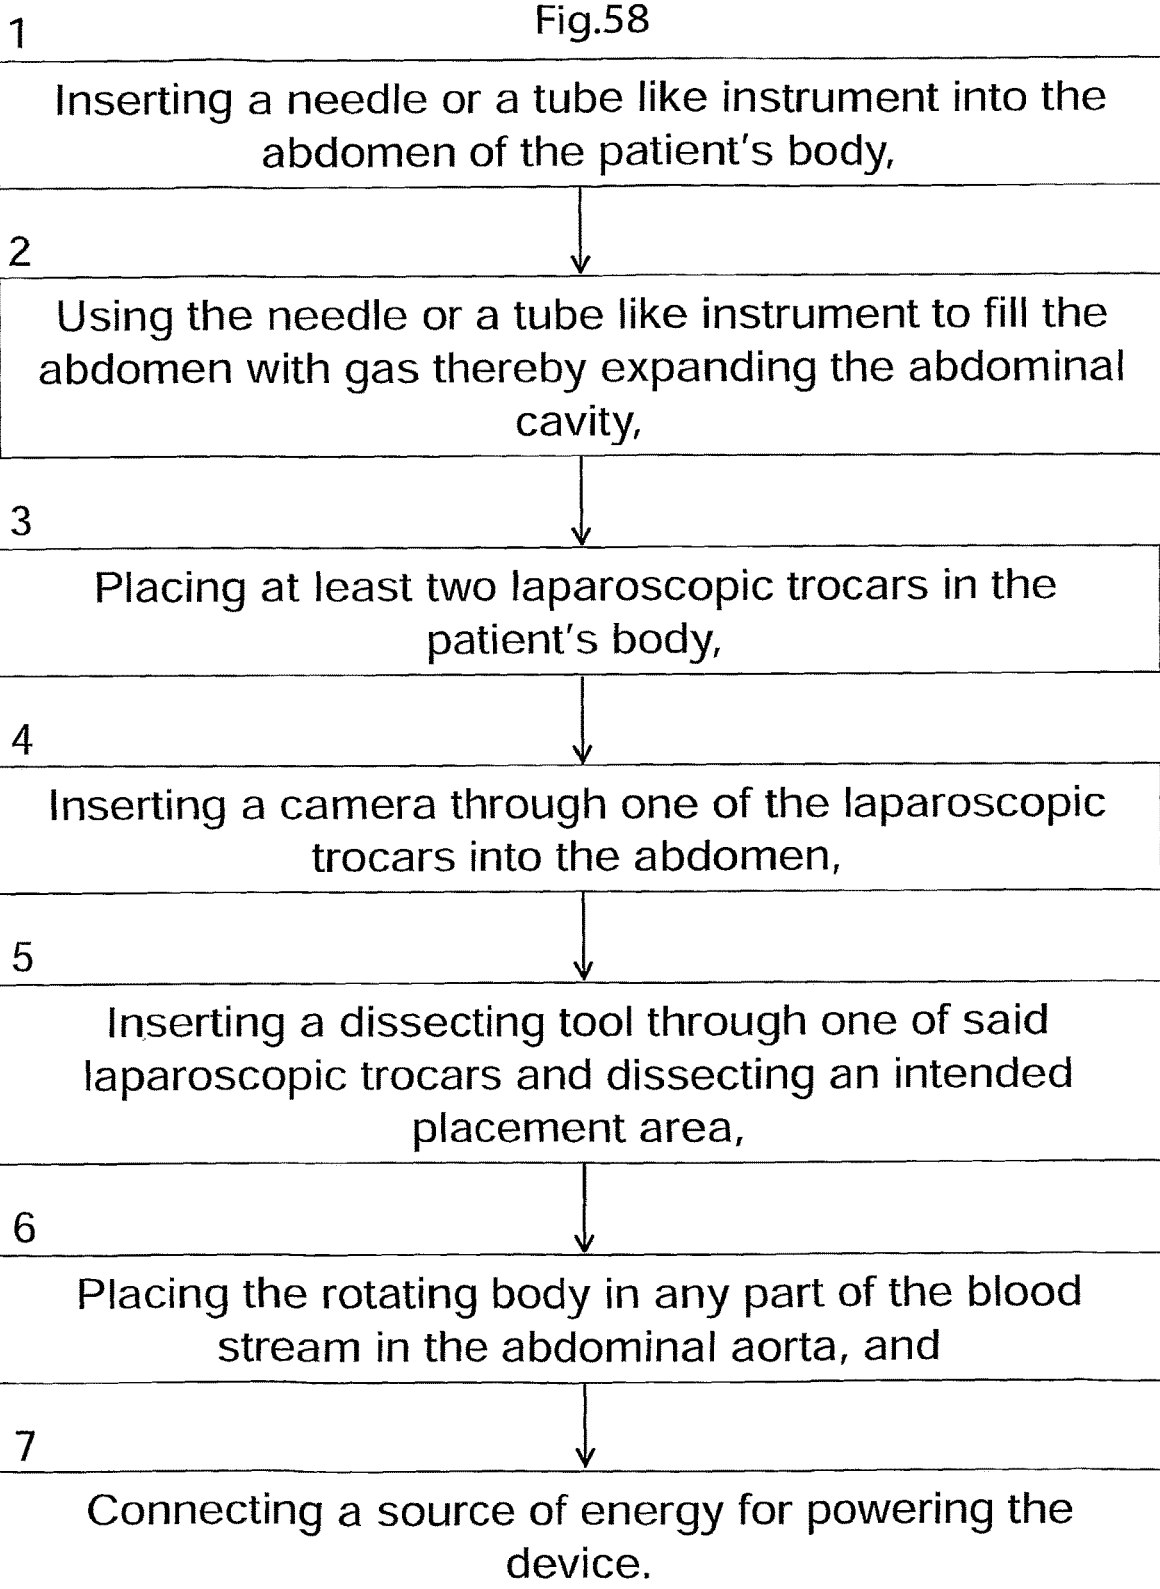 Fig.58
1
Inserting a needle or a tube like instrument into the
abdomen of the patient's body,
2
Using the needle or a tube like instrument to fill the
abdomen with gas thereby expanding the abdominal
cavity,
3
Placing at least two laparoscopic trocars in the
patient's body,
4
Inserting a camera through one of the laparoscopic
trocars into the abdomen,
5
Inserting a dissecting tool through one of said
laparoscopic trocars and dissecting an intended
placement area,
6
Placing the rotating body in any part of the blood
stream in the abdominal aorta, and
7
Connecting a source of energy for powering the
device.